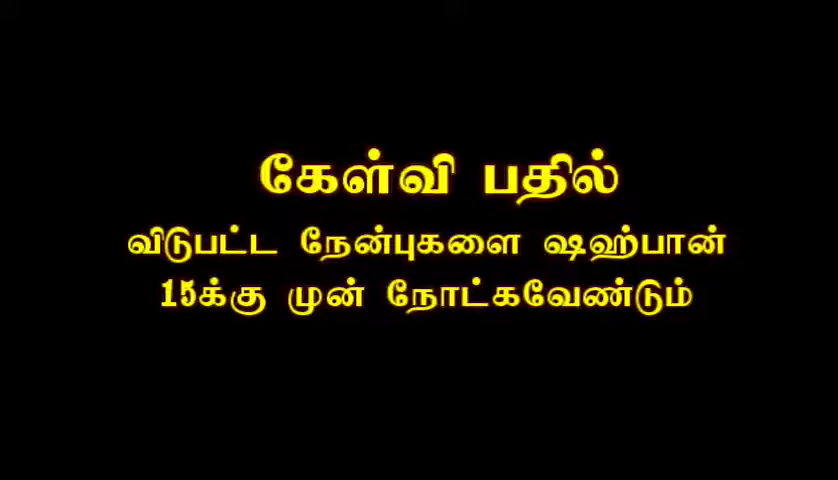 கேள்வி பதில்
விடுபட்ட நேன்புகளை ஷஹ்பான்
15க்கு முன் நோட்கவேண்டும்